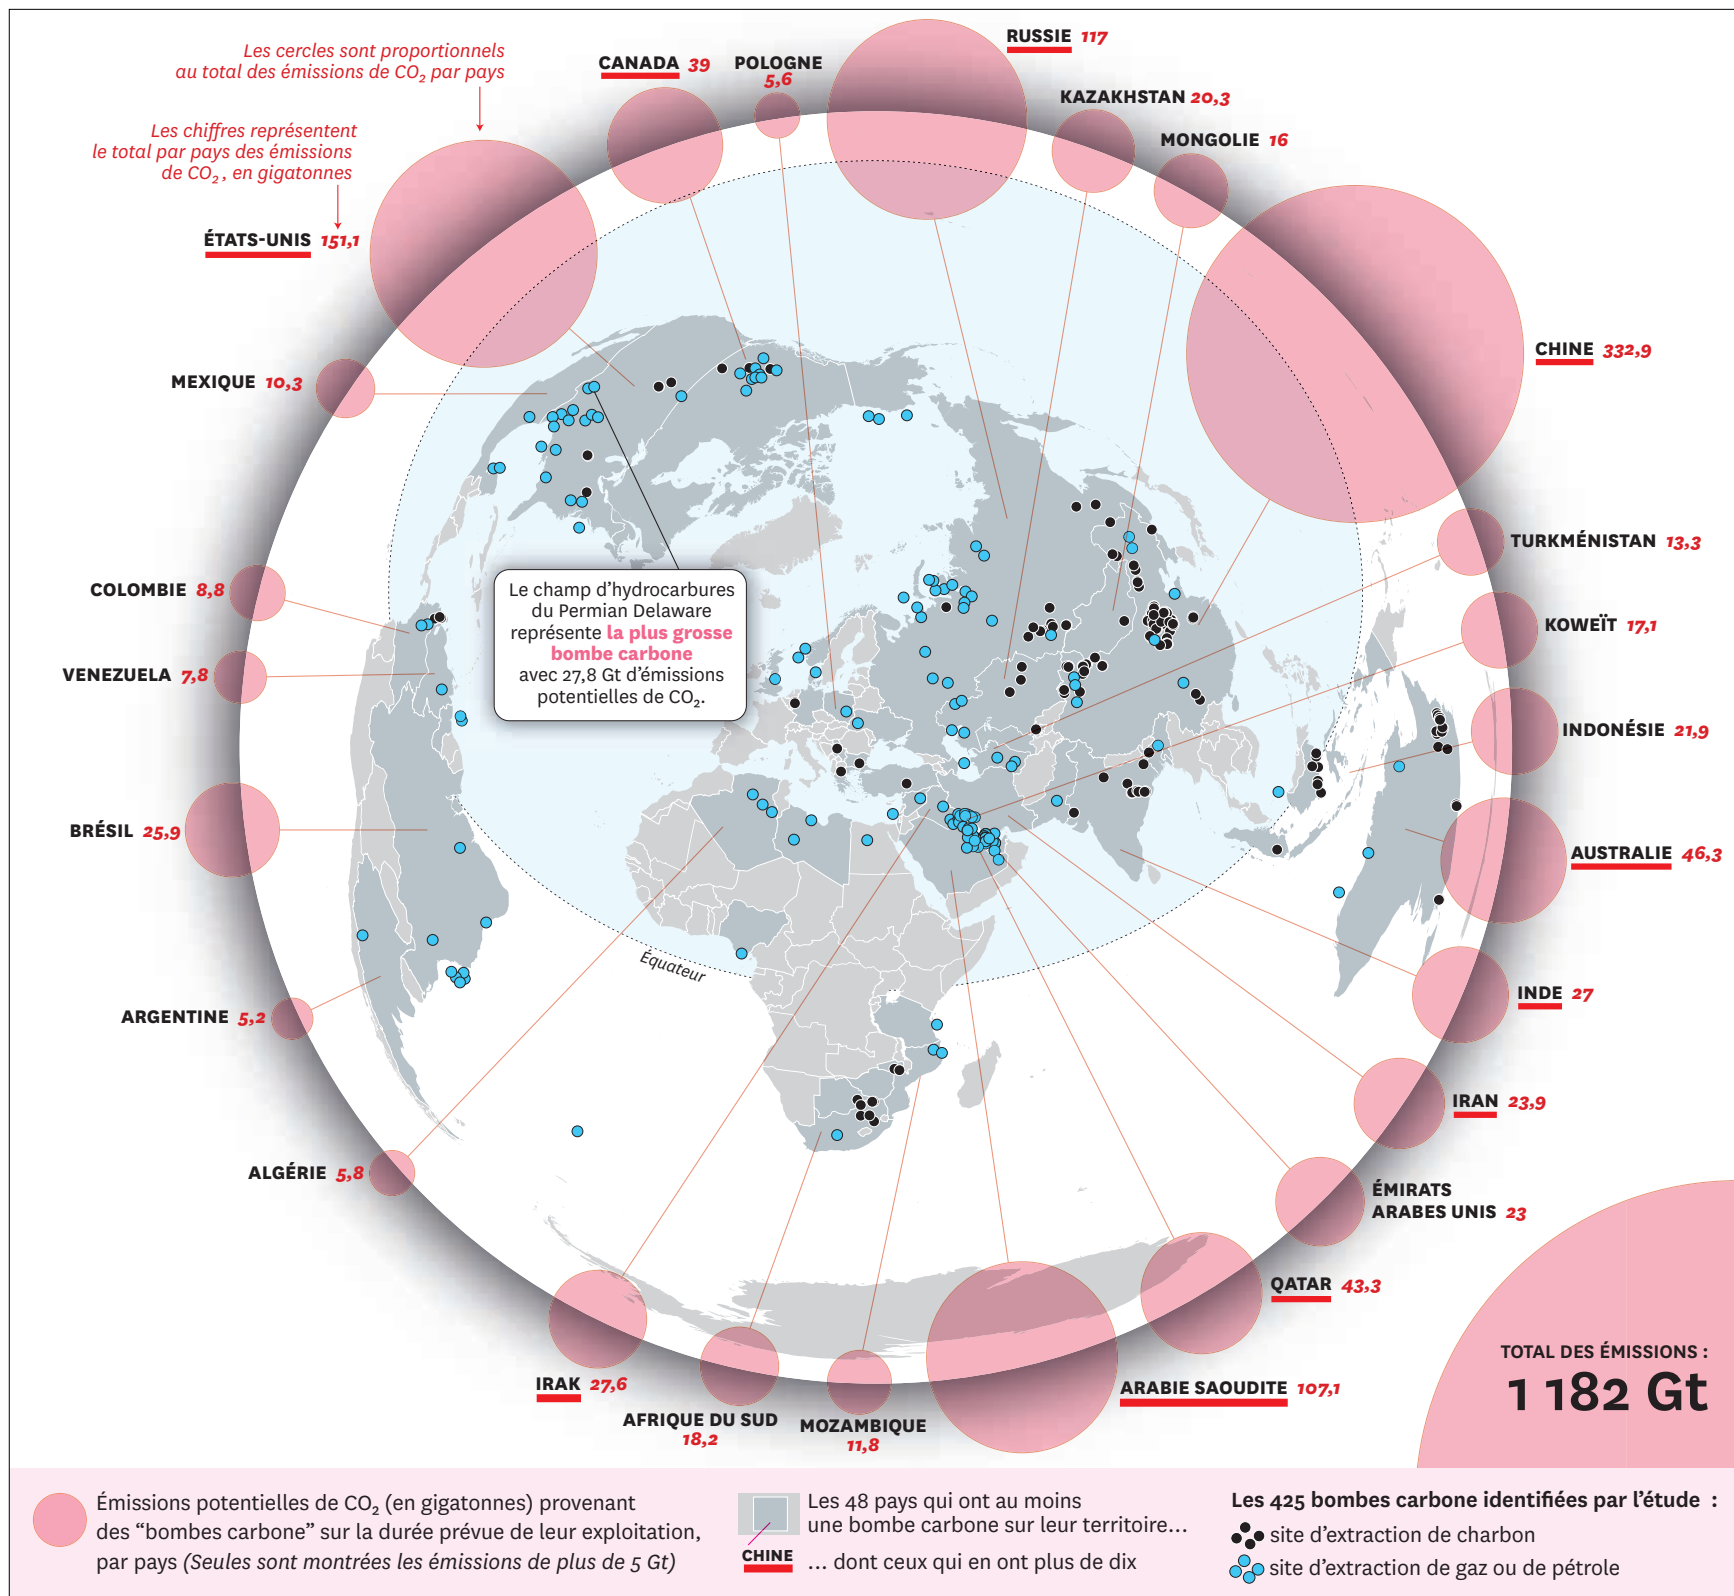 Les cercles sont proportionnels
au total des émissions de CO₂ par pays
Les chiffres représentent
le total par pays des émissions
de CO₂, en gigatonnes
ÉTATS-UNIS 151,1
CANADA 39
POLOGNE
5,6
RUSSIE 117
KAZAKHSTAN 20,3
MONGOLIE 16
CHINE 332,9
MEXIQUE 10,3
TURKMÉNISTAN 13,3
COLOMBIE 8,8
KOWEÏT 17,1
VENEZUELA 7,8
INDONÉSIE 21,9
Le champ d’hydrocarbures
du Permian Delaware
représente la plus grosse
bombe carbone
avec 27,8 Gt d’émissions
potentielles de CO₂.
BRÉSIL 25,9
AUSTRALIE 46,3
Équateur
INDE 27
ARGENTINE 5,2
IRAN 23,9
ALGÉRIE 5,8
ÉMIRATS
ARABES UNIS 23
QATAR 43,3
IRAK 27,6
AFRIQUE DU SUD
18,2
MOZAMBIQUE
11,8
ARABIE SAOUDITE 107,1
TOTAL DES ÉMISSIONS :
1 182 Gt
Émissions potentielles de CO₂ (en gigatonnes) provenant
des “bombes carbone” sur la durée prévue de leur exploitation,
par pays (Seules sont montrées les émissions de plus de 5 Gt)
Les 48 pays qui ont au moins
une bombe carbone sur leur territoire…
CHINE … dont ceux qui en ont plus de dix
Les 425 bombes carbone identifiées par l’étude :
site d’extraction de charbon
site d’extraction de gaz ou de pétrole